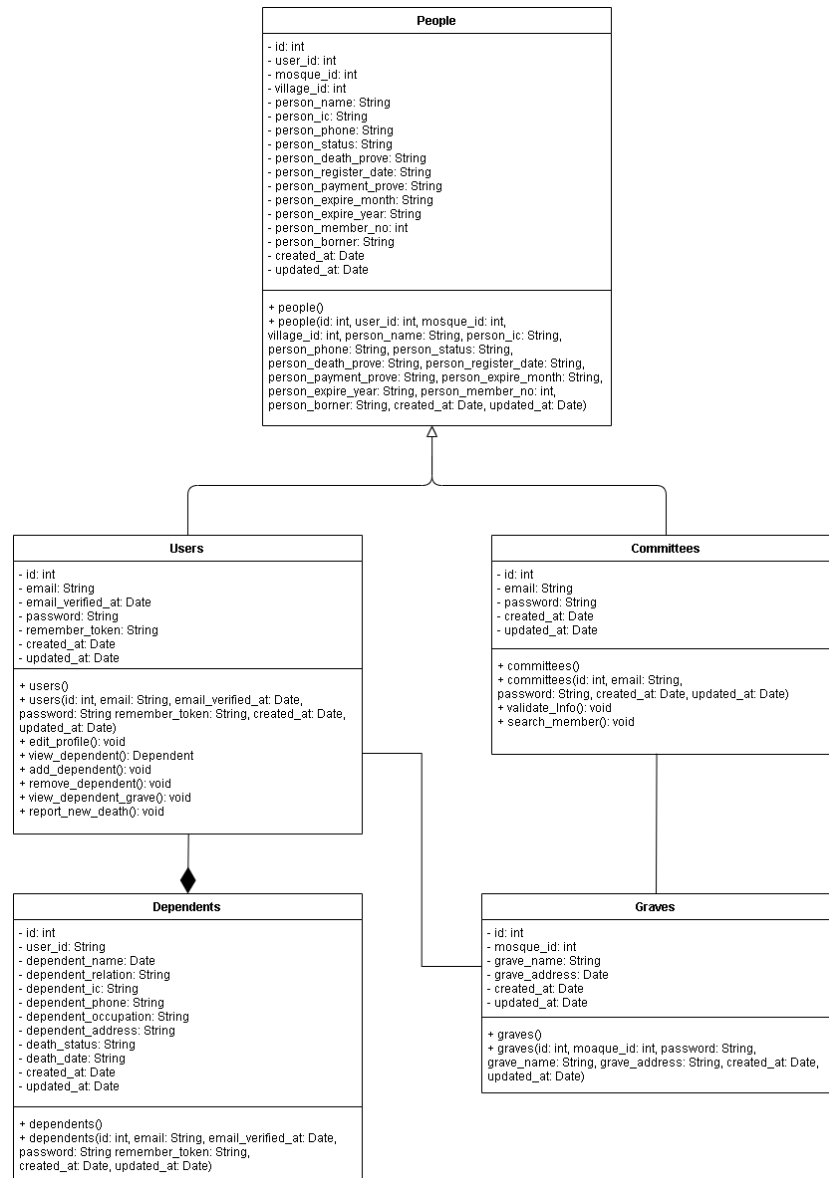 People
- id: int
- user_id: int
- mosque_id: int
- village_id: int
- person_name: String
- person_ic: String
- person_phone: String
- person_status: String
- person_death_prove: String
- person_register_date: String
- person_payment_prove: String
- person_expire_month: String
- person_expire_year: String
- person_member_no: int
- person_borner: String
- created_at: Date
- updated_at: Date
+ people()
+ people(id: int, user_id: int, mosque_id: int,
village_id: int, person_name: String, person_ic: String,
person_phone: String, person_status: String,
person_death_prove: String, person_register_date: String,
person_payment_prove: String, person_expire_month: String,
person_expire_year: String, person_member_no: int,
person_borner: String, created_at: Date, updated_at: Date)
Users
- id: int
- email: String
- email_verified_at: Date
- password: String
- remember_token: String
- created_at: Date
- updated_at: Date
+ users()
+ users(id: int, email: String, email_verified_at: Date,
password: String remember_token: String, created_at: Date,
updated_at: Date)
+ edit_profile(): void
+ view_dependent(): Dependent
+ add_dependent(): void
+ remove_dependent(): void
+ view_dependent_grave(): void
+ report_new_death(): void
Committees
- id: int
- email: String
- password: String
- created_at: Date
- updated_at: Date
+ committees()
+ committees(id: int, email: String,
password: String, created_at: Date, updated_at: Date)
+ validate_Info(): void
+ search_member(): void
Dependents
- id: int
- user_id: String
- dependent_name: Date
- dependent_relation: String
- dependent_ic: String
- dependent_phone: String
- dependent_occupation: String
- dependent_address: String
- death_status: String
- death_date: String
- created_at: Date
- updated_at: Date
+ dependents()
+ dependents(id: int, email: String, email_verified_at: Date,
password: String remember_token: String,
created_at: Date, updated_at: Date)
Graves
- id: int
- mosque_id: int
- grave_name: String
- grave_address: Date
- created_at: Date
- updated_at: Date
+ graves()
+ graves(id: int, moaque_id: int, password: String,
grave_name: String, grave_address: String, created_at: Date,
updated_at: Date)